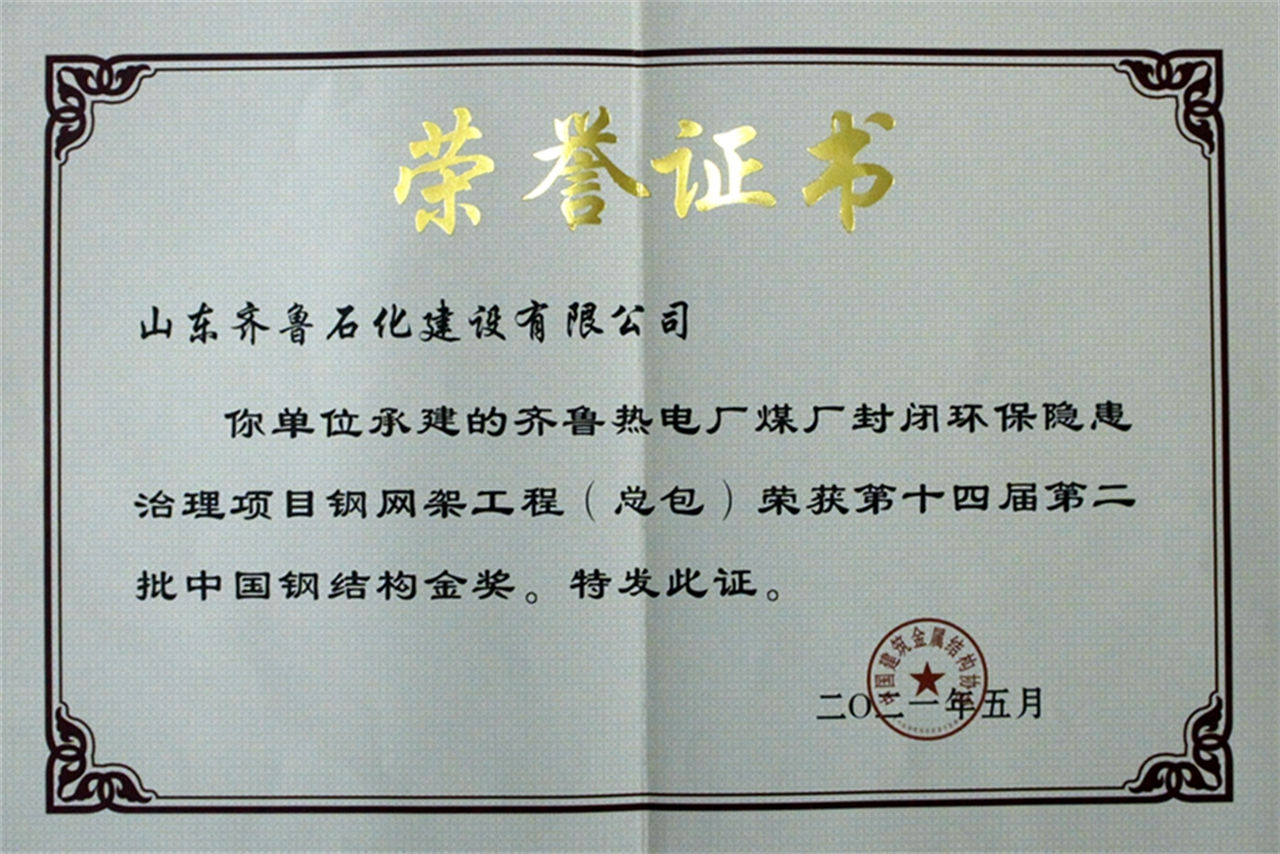 荣誉证书
山东齐鲁石化建设有限公司
你单位承建的齐鲁热电厂煤厂封闭环保隐患
治理项目钢网架工程（总包）荣获第十四届第二
批中国钢结构金奖。特发此证。
中国建筑金属结构协会
二〇二一年五月